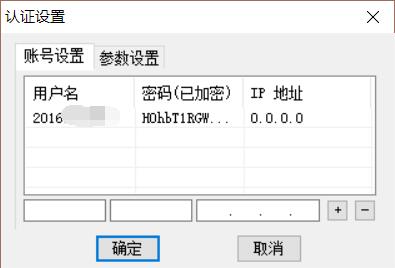 认证设置
账号设置 参数设置
用户名 密码(已加密) IP 地址
2016 HOhbT1RGW... 0.0.0.0
. . . + −
确定 取消